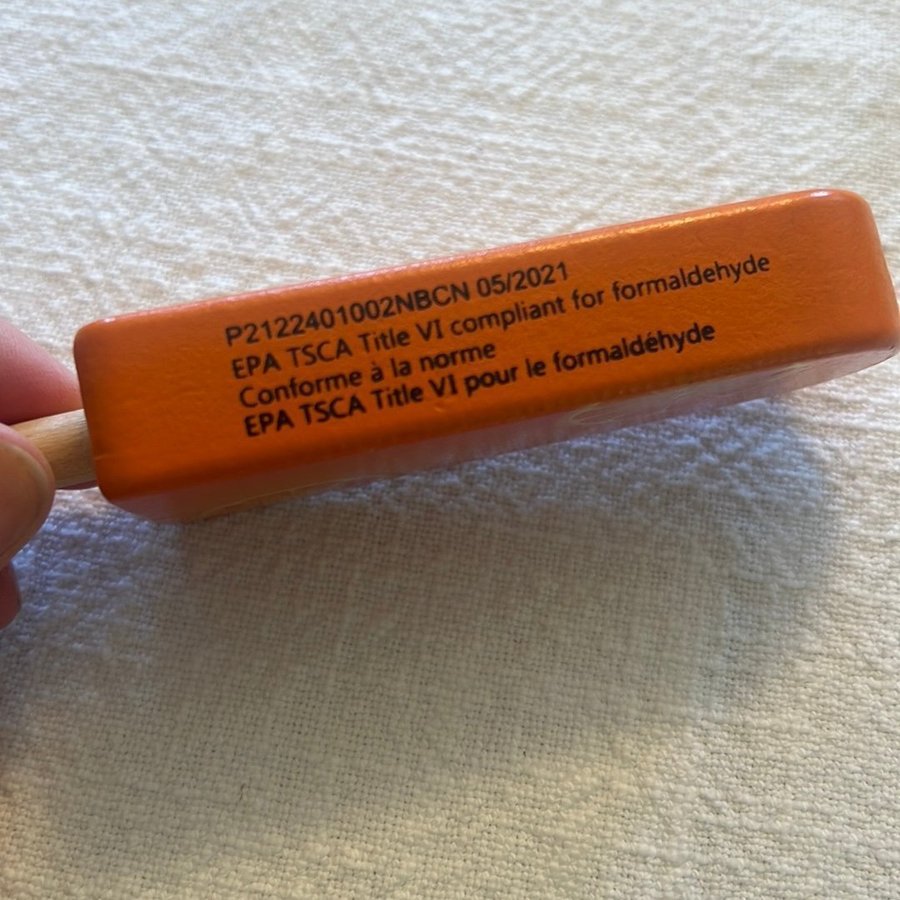 P2122401002NBCN 05/2021
EPA TSCA Title VI compliant for formaldehyde
Conforme à la norme
EPA TSCA Title VI pour le formaldéhyde